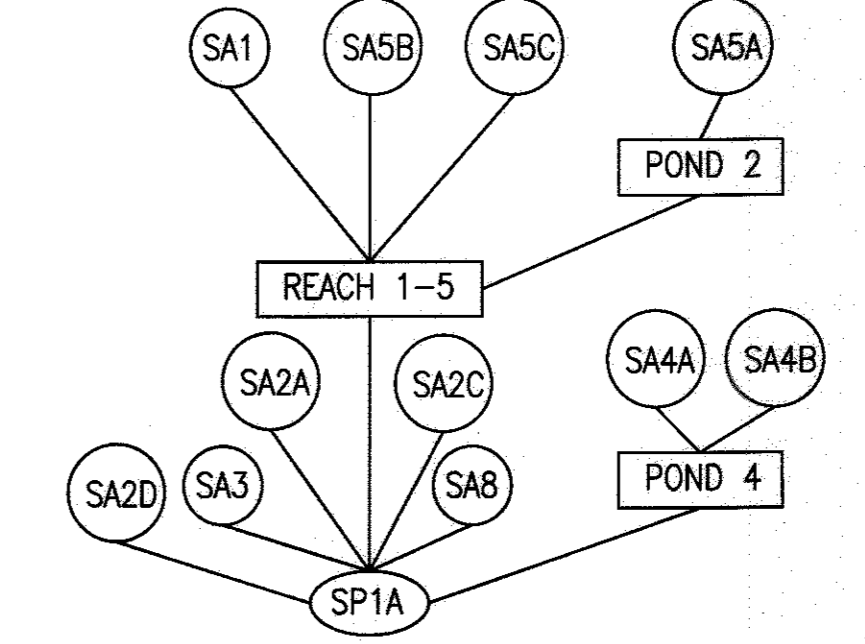 SA1
SA5B
SA5C
SA5A
POND 2
REACH 1-5
SA2A
SA2C
SA4A
SA4B
SA2D
SA3
SA8
POND 4
SP1A